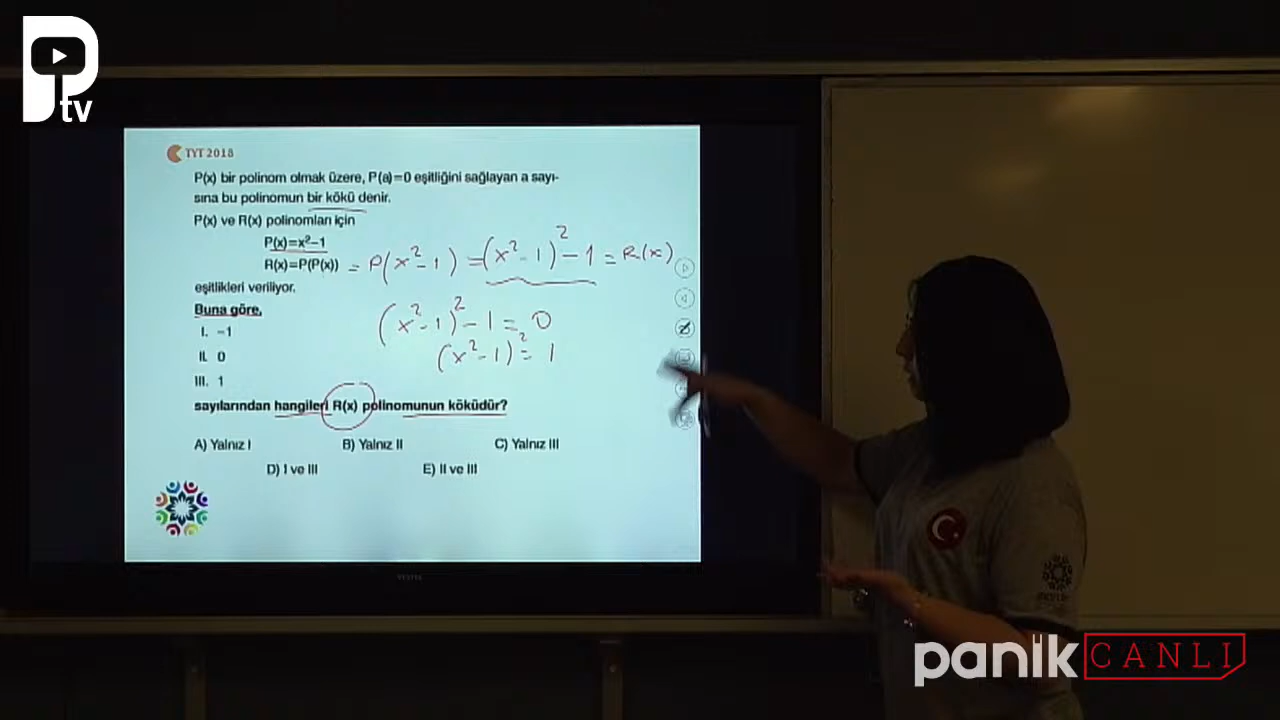 P
tv
TYT 2018
P(x) bir polinom olmak üzere, P(a)=0 eşitliğini sağlayan a sayı-
sına bu polinomun bir kökü denir.
P(x) ve R(x) polinomları için
P(x)=x²-1
R(x)=P(P(x)) = P(x²-1) = (x²-1)²-1 = R(x)
eşitlikleri veriliyor.
Buna göre,
(x²-1)²-1=0
I. -1
(x²-1)²=1
II. 0
III. 1
sayılarından hangileri R(x) polinomunun köküdür?
A) Yalnız I B) Yalnız II C) Yalnız III
D) I ve III E) II ve III
VESTEL
panik CANLI